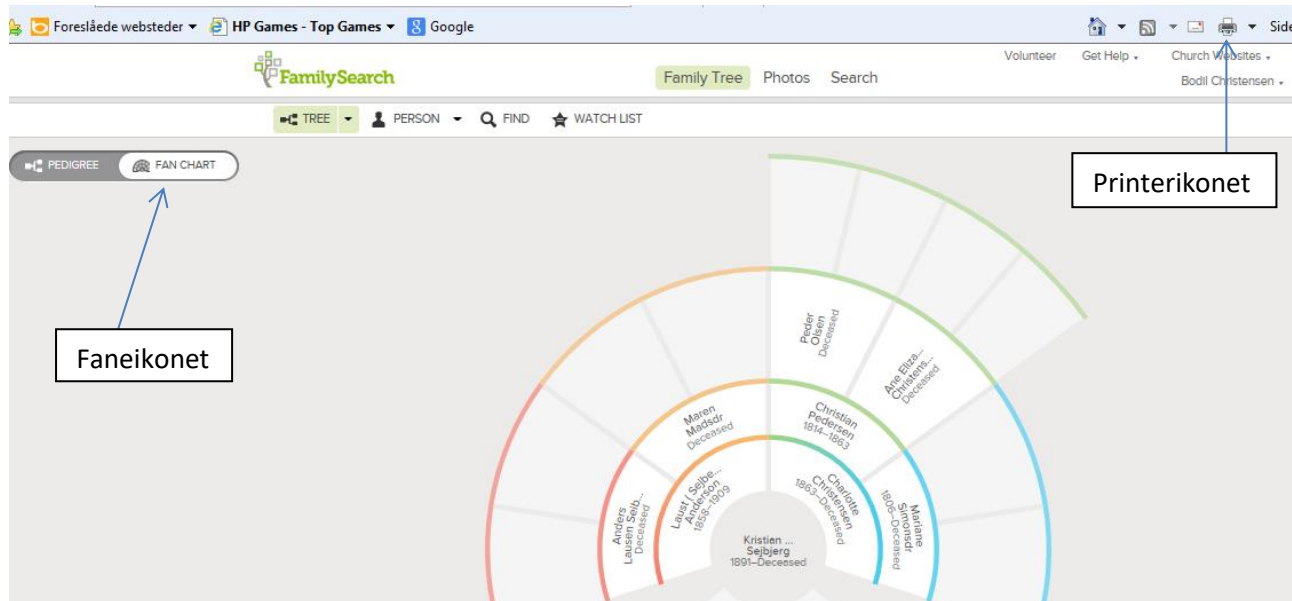 Foreslåede websteder HP Games - Top Games Google Side
FamilySearch
Family Tree Photos Search
Volunteer Get Help Church Websites
Bodil Christensen
TREE PERSON FIND WATCH LIST
PEDIGREE FAN CHART
Printerikonet
Faneikonet
Peder
Olsen
Deceased
Ane Eliza...
Christens...
Deceased
Maren
Madsdr
Deceased
Christian
Pedersen
1814–1863
Anders
Lausen Sejb...
Deceased
Laust ( Sejbe...
Anderson
1858–1909
Charlotte
Christensen
1863–Deceased
Mariane
Simonsdr
1806–Deceased
Kristien ...
Sejbjerg
1891–Deceased